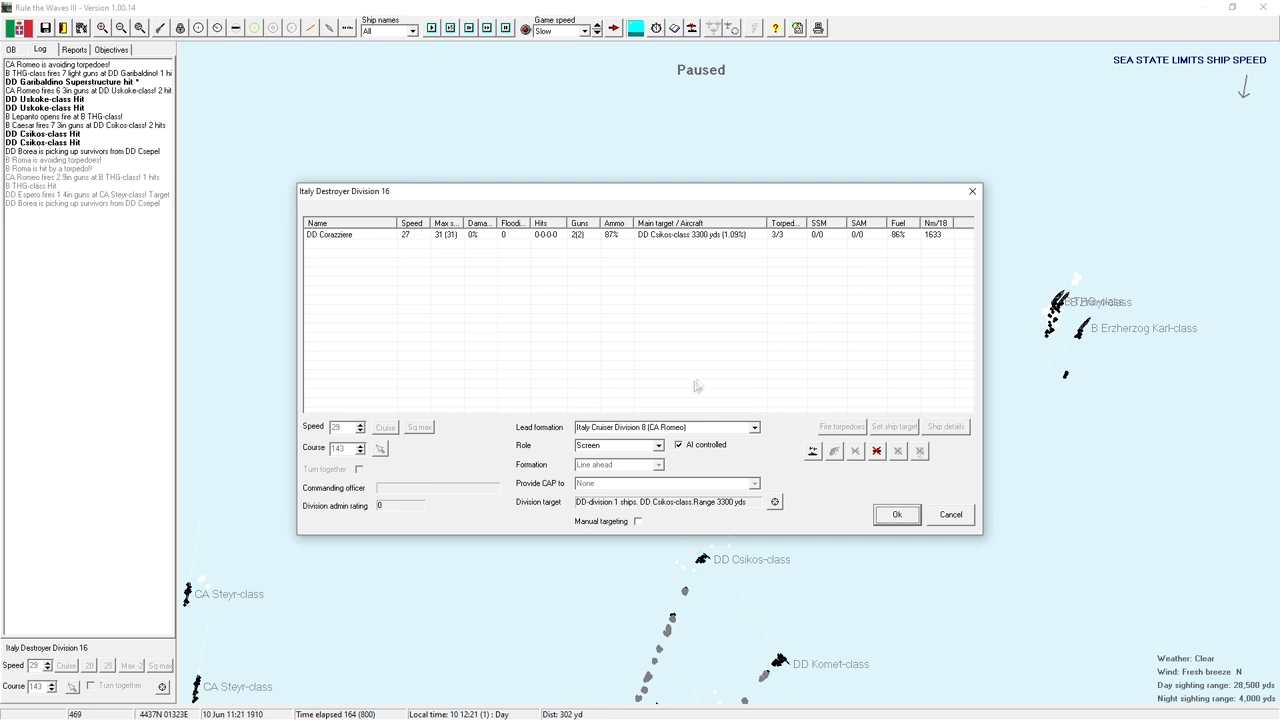 Rule the Waves III - Version 1.00.14
Ship names
All
Game speed
Slow
OB Log Reports Objectives
CA Romeo is avoiding torpedoes!
B THG-class fires 7 light guns at DD Garibaldino! 1 hi
DD Garibaldino Superstructure hit *
CA Romeo fires 6 3in guns at DD Uskoke-class! 2 hit
DD Uskoke-class Hit
DD Uskoke-class Hit
B Lepanto opens fire at B THG-class!
B Caesar fires 7 3in guns at DD Csikos-class! 2 hits
DD Csikos-class Hit
DD Csikos-class Hit
DD Borea is picking up survivors from DD Csepel
B Roma is avoiding torpedoes!
B Roma is hit by a torpedo!!
CA Romeo fires 2 9in guns at B THG-class! 1 hits
B THG-class Hit
DD Espero fires 1 4in guns at CA Steyr-class! Target
DD Borea is picking up survivors from DD Csepel
Paused
SEA STATE LIMITS SHIP SPEED
Italy Destroyer Division 16
Name Speed Max s... Dama... Floodi... Hits Guns Ammo Main target / Aircraft Torped... SSM SAM Fuel Nm/18
DD Corazziere 27 31 (31) 0% 0 0-0-0-0 2(2) 87% DD Csikos-class 3300 yds (1.09%) 3/3 0/0 0/0 86% 1633
Speed 29 Cruise Sq max
Course 143
Turn together
Commanding officer
Division admin rating 0
Lead formation Italy Cruiser Division 8 (CA Romeo)
Role Screen AI controlled
Formation Line ahead
Provide CAP to None
Division target DD-division 1 ships. DD Csikos-class.Range 3300 yds
Manual targeting
Fire torpedoes Set ship target Ship details
Ok Cancel
B Erzherzog Karl-class
DD Csikos-class
CA Steyr-class
DD Komet-class
CA Steyr-class
Weather: Clear
Wind: Fresh breeze N
Day sighting range: 28,500 yds
Night sighting range: 4,000 yds
Italy Destroyer Division 16
Speed 29 Cruise 20 25 Max -2 Sq max
Course 143 Turn together
469 4437N 01323E 10 Jun 11:21 1910 Time elapsed 164 (800) Local time: 10 12:21 (1) : Day Dist: 302 yd